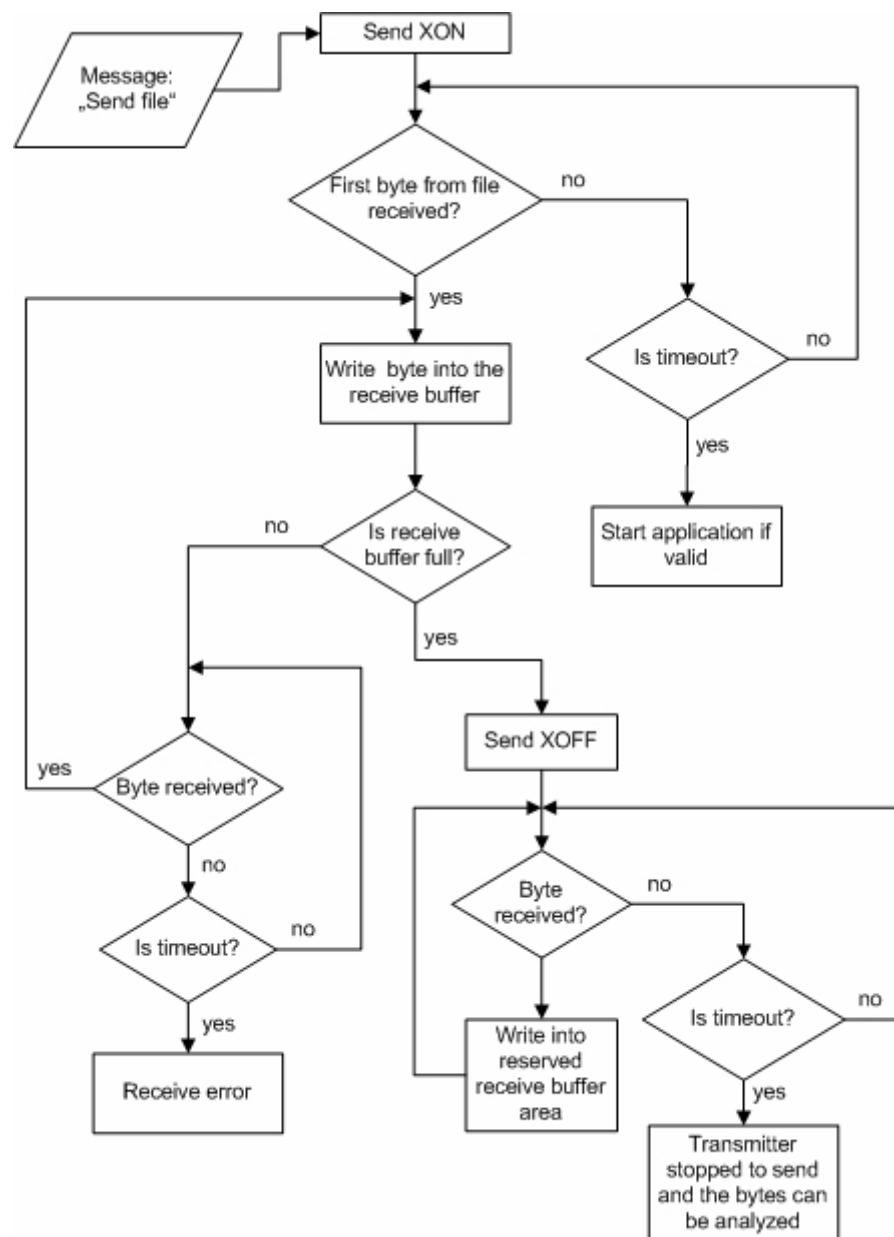 Send XON
Message:
„Send file“
First byte from file
received?
no
yes
Write byte into the
receive buffer
Is timeout?
no
yes
Start application if
valid
Is receive
buffer full?
no
yes
Send XOFF
Byte received?
yes
no
Is timeout?
no
yes
Receive error
Byte
received?
no
Write into
reserved
receive buffer
area
Is timeout?
no
yes
Transmitter
stopped to send
and the bytes can
be analyzed